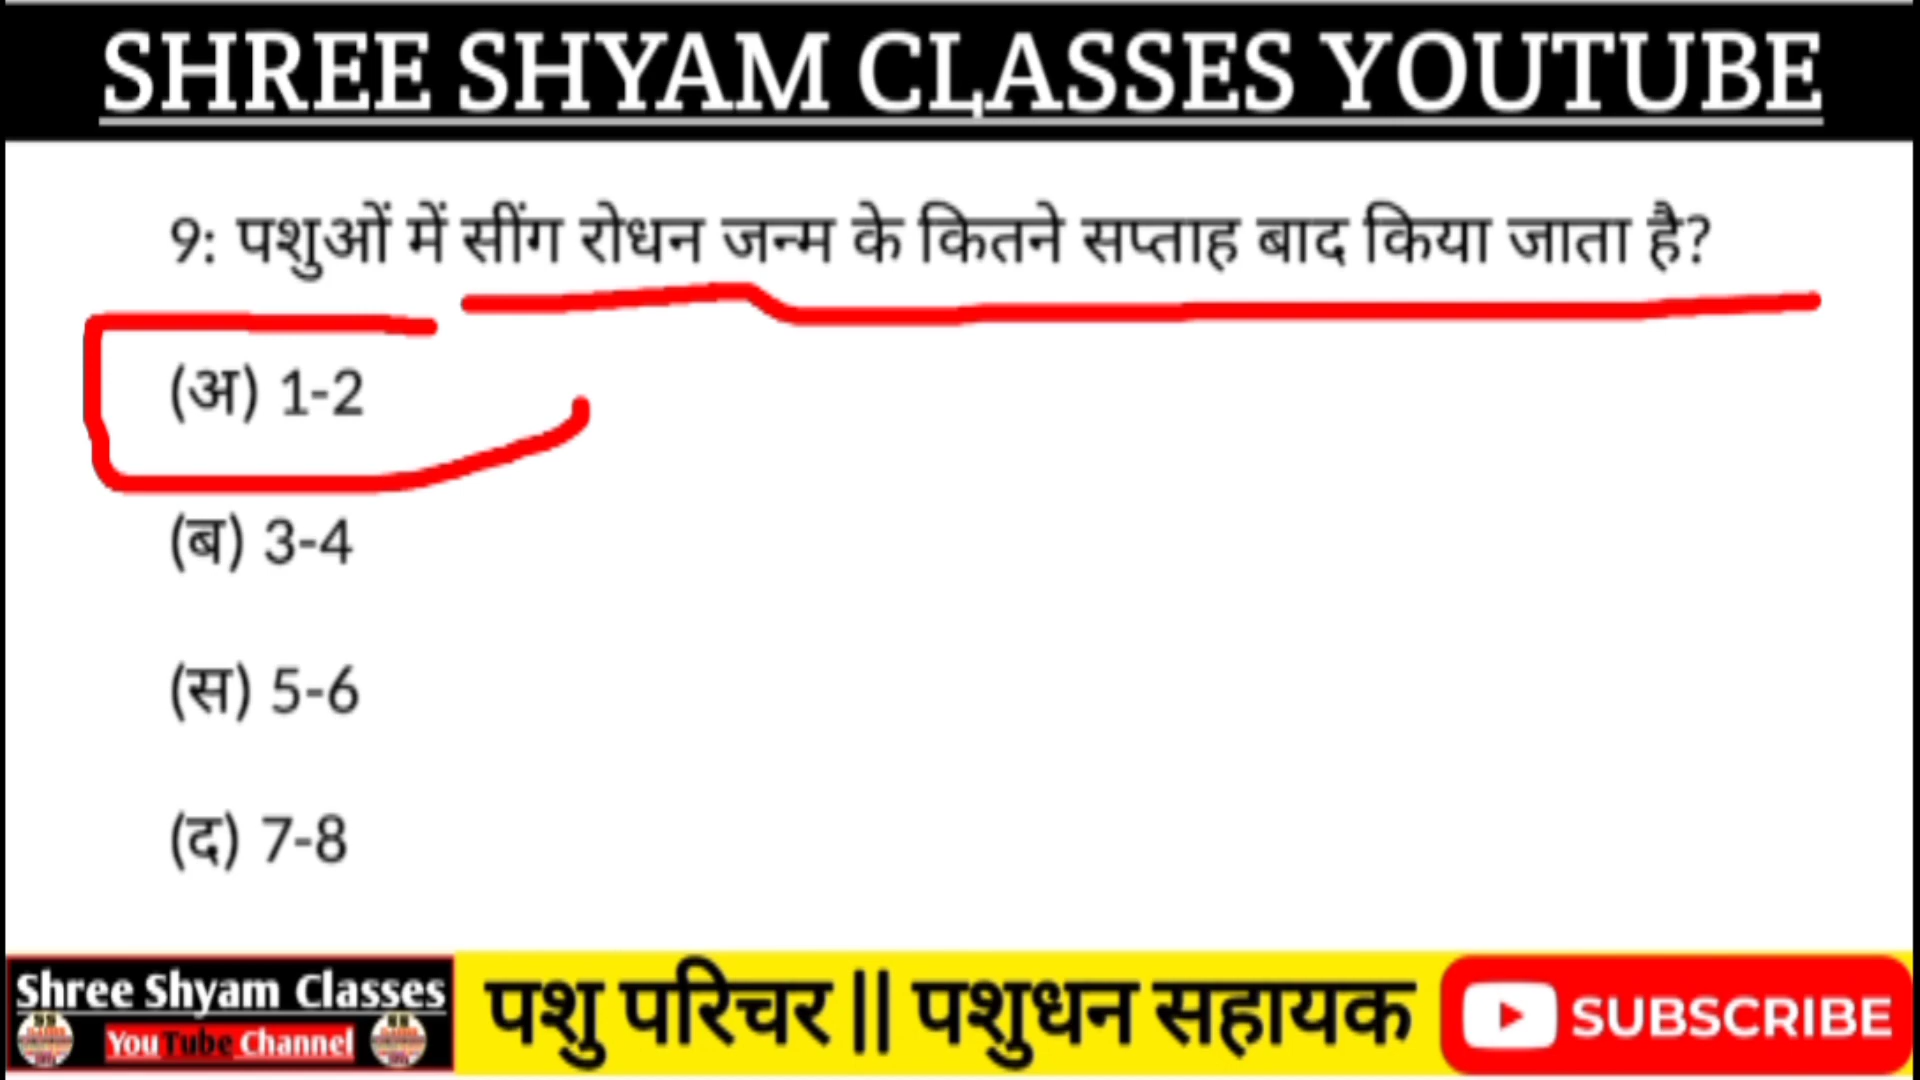 SHREE SHYAM CLASSES YOUTUBE
9: पशुओं में सींग रोधन जन्म के कितने सप्ताह बाद किया जाता है?
(अ) 1-2
(ब) 3-4
(स) 5-6
(द) 7-8
Shree Shyam Classes
YouTube Channel
पशु परिचर || पशुधन सहायक
SUBSCRIBE